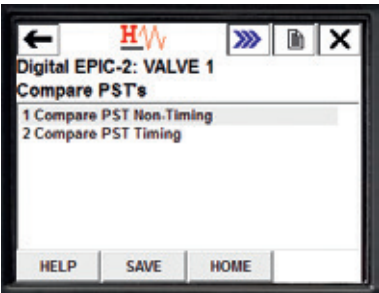 H
Digital EPIC-2: VALVE 1
Compare PST's
1 Compare PST Non-Timing
2 Compare PST Timing
HELP SAVE HOME